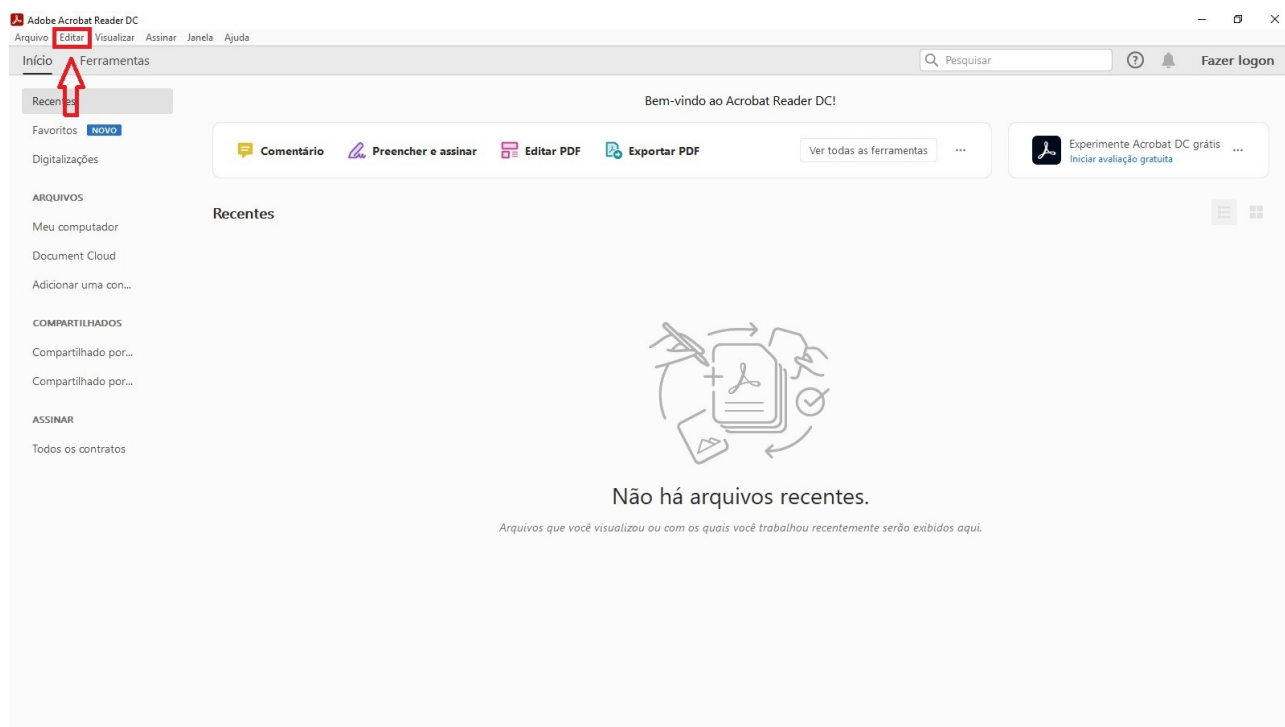 Adobe Acrobat Reader DC
Arquivo Editar Visualizar Assinar Janela Ajuda
Início Ferramentas Pesquisar Fazer logon
Recentes
Favoritos NOVO
Digitalizações
ARQUIVOS
Meu computador
Document Cloud
Adicionar uma con...
COMPARTILHADOS
Compartilhado por...
Compartilhado por...
ASSINAR
Todos os contratos
Bem-vindo ao Acrobat Reader DC!
Comentário Preencher e assinar Editar PDF Exportar PDF Ver todas as ferramentas ...
Experimente Acrobat DC grátis ...
Iniciar avaliação gratuita
Recentes
Não há arquivos recentes.
Arquivos que você visualizou ou com os quais você trabalhou recentemente serão exibidos aqui.